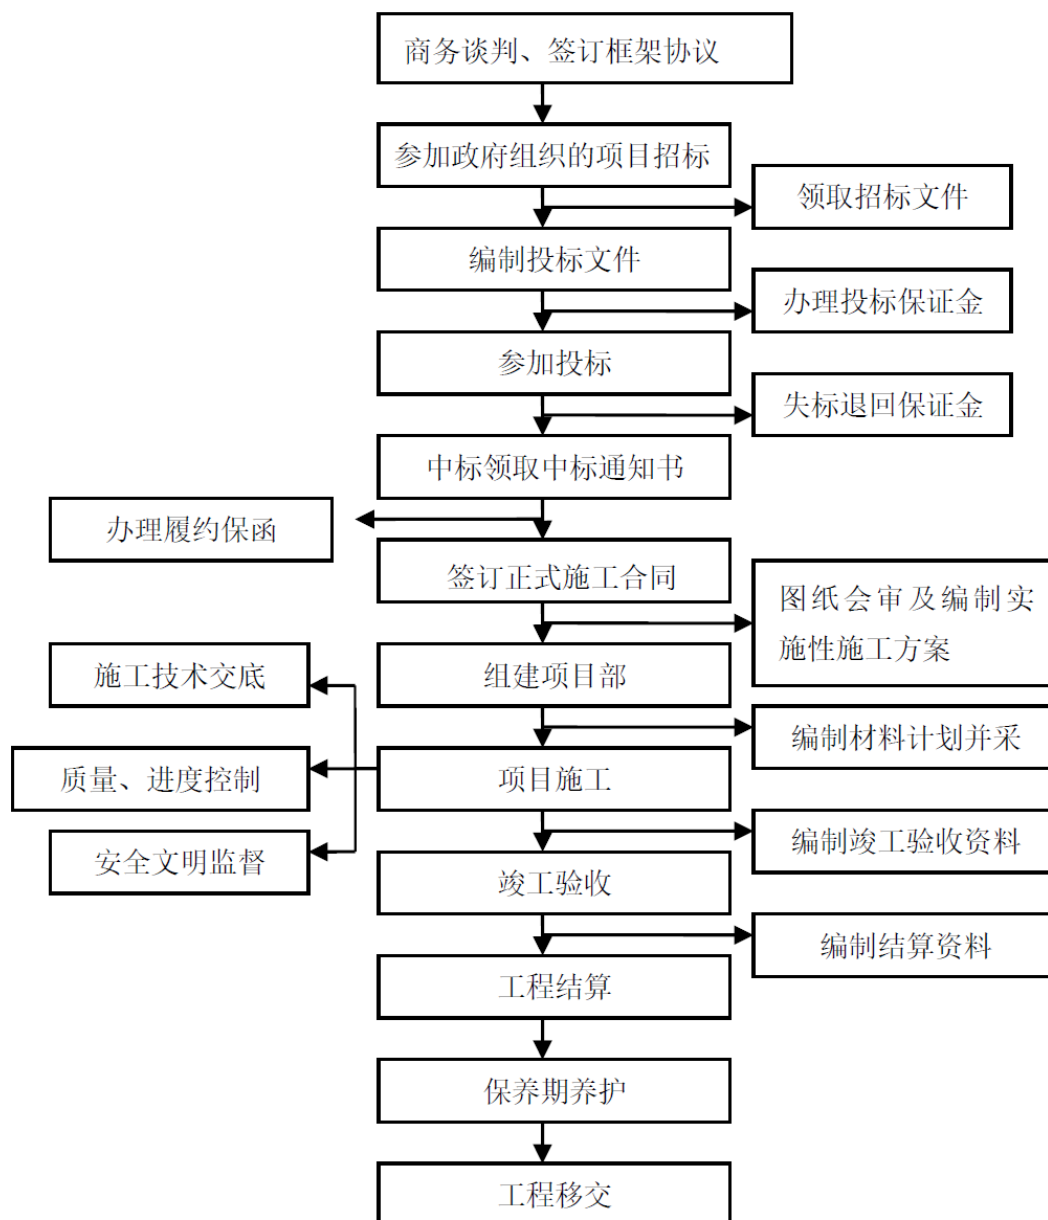 商务谈判、签订框架协议
参加政府组织的项目招标
领取招标文件
编制投标文件
办理投标保证金
参加投标
失标退回保证金
中标领取中标通知书
办理履约保函
签订正式施工合同
图纸会审及编制实
施性施工方案
施工技术交底
组建项目部
编制材料计划并采
质量、进度控制
项目施工
编制竣工验收资料
安全文明监督
竣工验收
编制结算资料
工程结算
保养期养护
工程移交